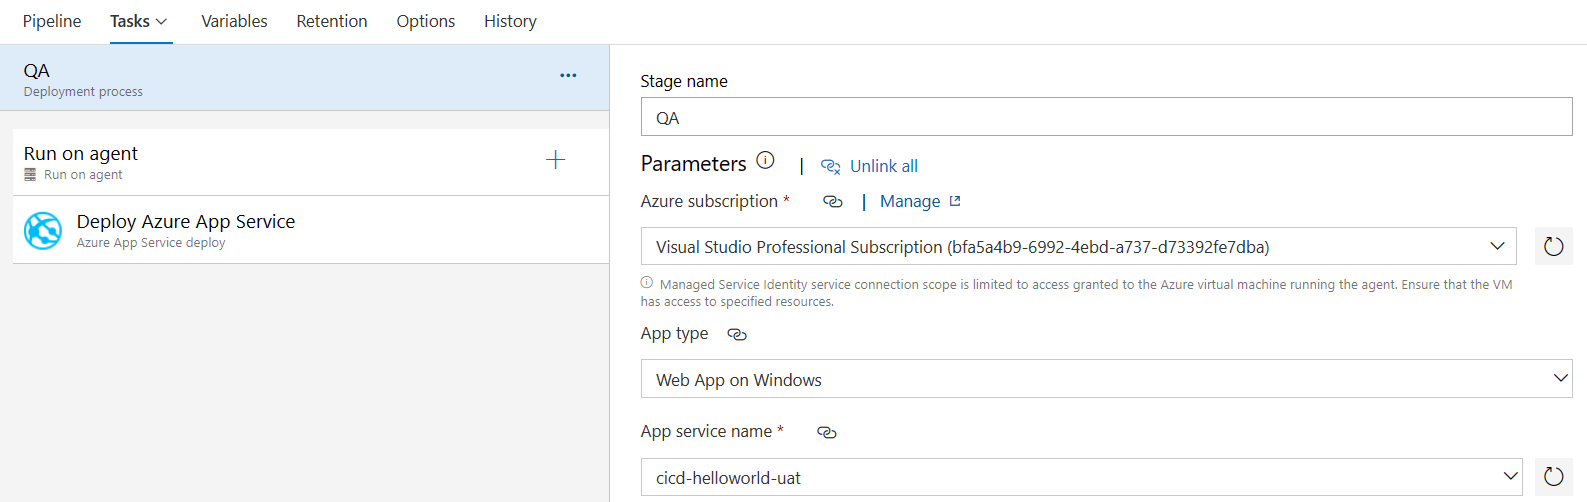 Pipeline Tasks Variables Retention Options History
QA
Deployment process
Run on agent
Run on agent
Deploy Azure App Service
Azure App Service deploy
Stage name
QA
Parameters | Unlink all
Azure subscription * | Manage
Visual Studio Professional Subscription (bfa5a4b9-6992-4ebd-a737-d73392fe7dba)
Managed Service Identity service connection scope is limited to access granted to the Azure virtual machine running the agent. Ensure that the VM
has access to specified resources.
App type
Web App on Windows
App service name *
cicd-helloworld-uat